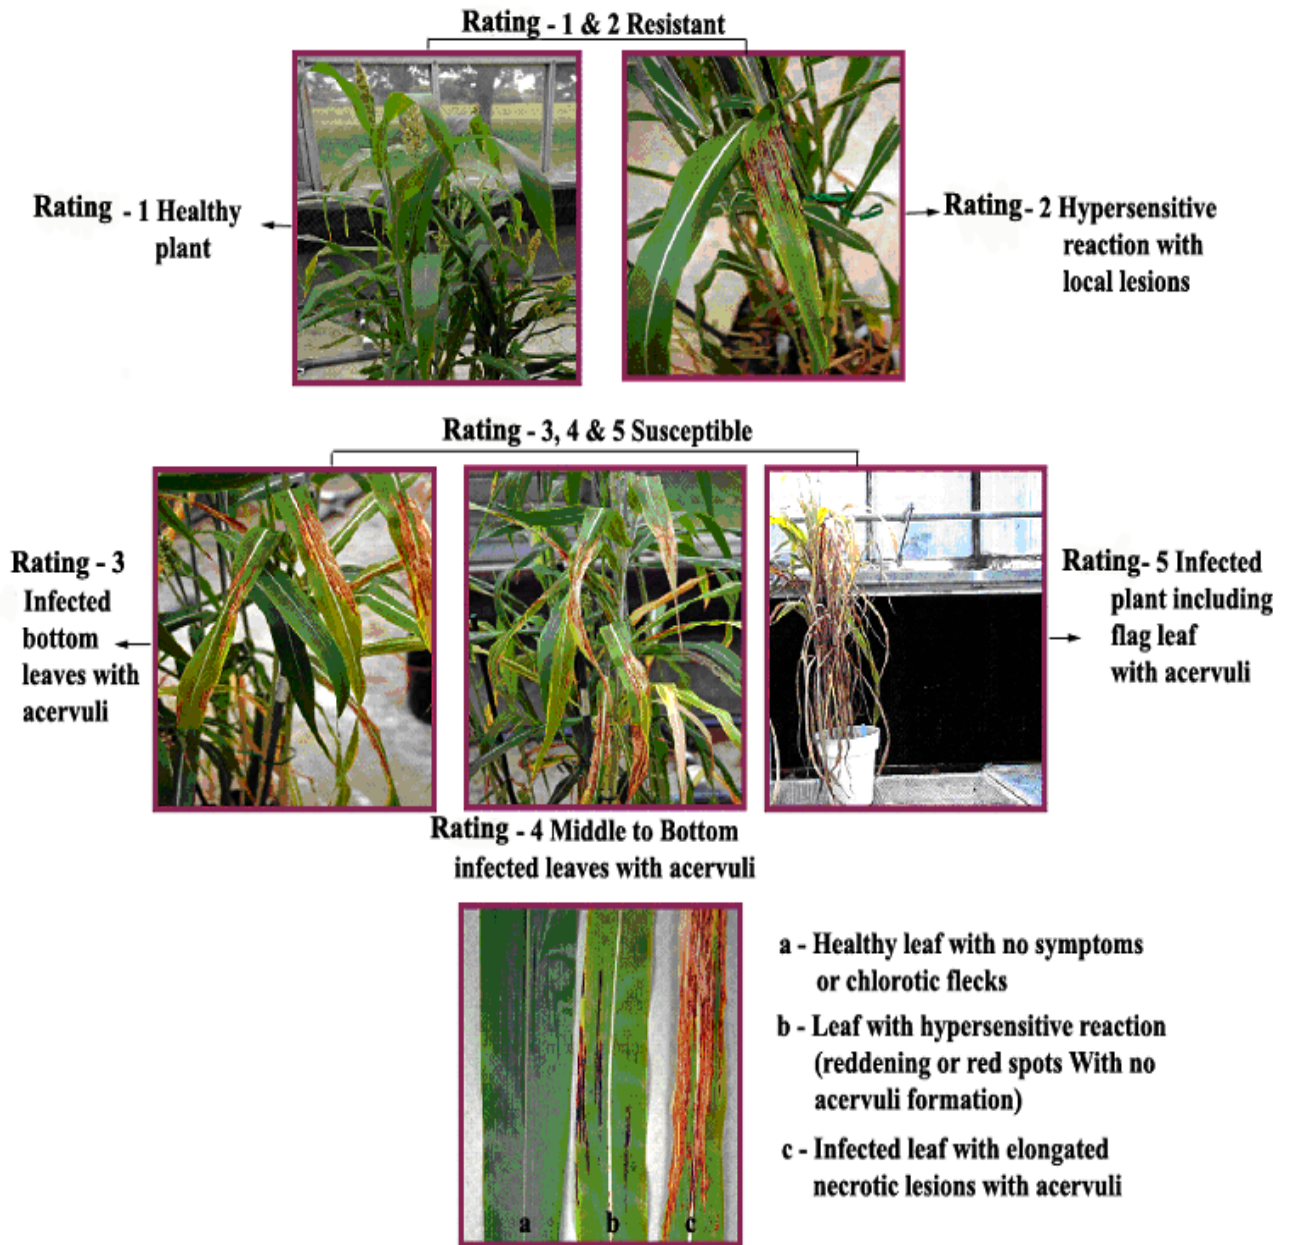 Rating - 1 & 2 Resistant
Rating - 1 Healthy
plant
Rating- 2 Hypersensitive
reaction with
local lesions
Rating - 3, 4 & 5 Susceptible
Rating - 3
Infected
bottom
leaves with
acervuli
Rating- 5 Infected
plant including
flag leaf
with acervuli
Rating - 4 Middle to Bottom
infected leaves with acervuli
a - Healthy leaf with no symptoms
or chlorotic flecks
b - Leaf with hypersensitive reaction
(reddening or red spots With no
acervuli formation)
c - Infected leaf with elongated
necrotic lesions with acervuli
a b c